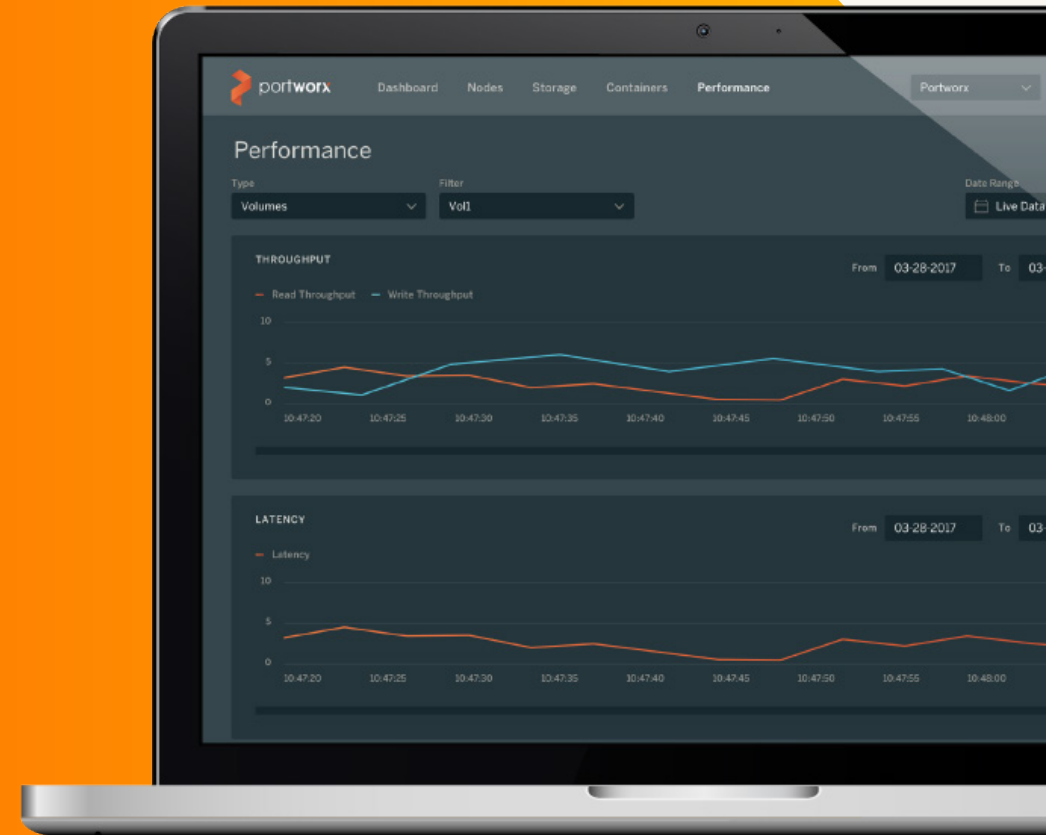 portworx Dashboard Nodes Storage Containers Performance Portworx
Performance
Type Filter Date Range
Volumes Vol1 Live Data
THROUGHPUT
From 03-28-2017 To 03-
Read Throughput Write Throughput
10
5
0
10:47:20 10:47:25 10:47:30 10:47:35 10:47:40 10:47:45 10:47:50 10:47:55 10:48:00
LATENCY
From 03-28-2017 To 03-
Latency
10
5
0
10:47:20 10:47:25 10:47:30 10:47:35 10:47:40 10:47:45 10:47:50 10:47:55 10:48:00